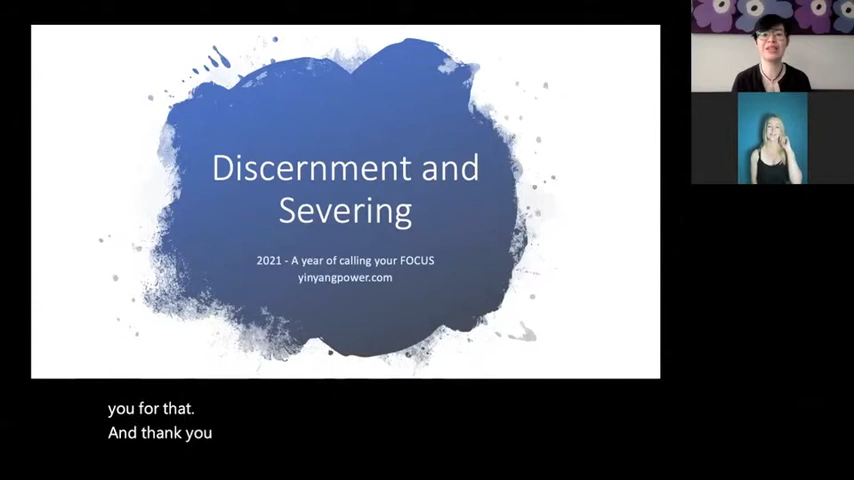 Discernment and
Severing
2021 - A year of calling your FOCUS
yinyangpower.com
you for that.
And thank you